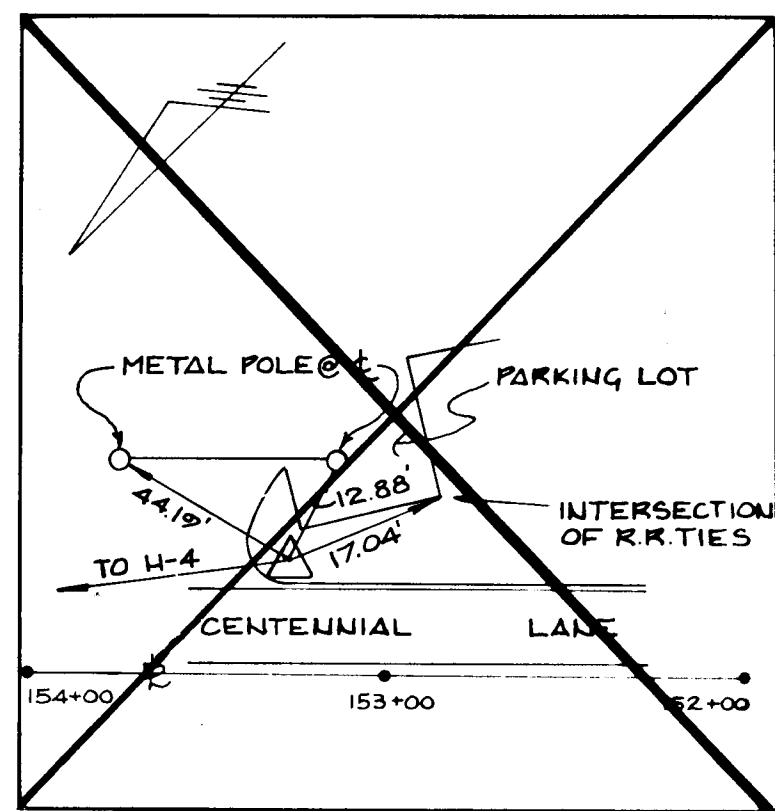 METAL POLE @ ℄
PARKING LOT
12.88'
44.19'
17.04'
INTERSECTION
OF R.R. TIES
TO H-4
CENTENNIAL LANE
℄
154+00
153+00
152+00